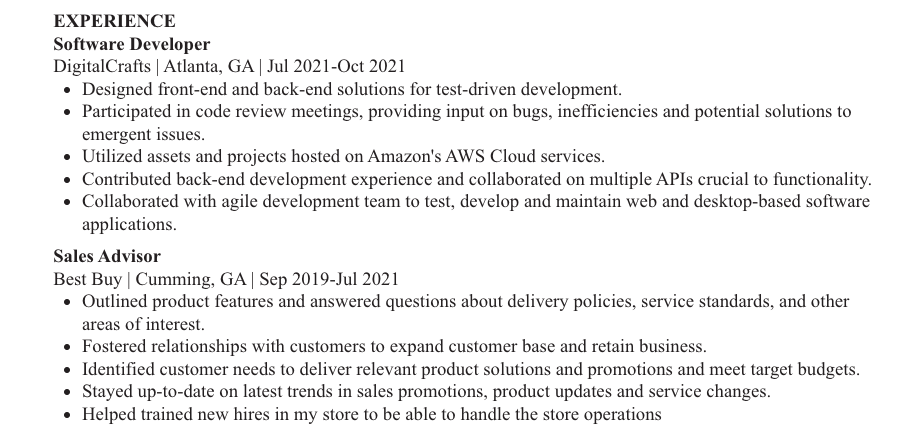 EXPERIENCE
Software Developer
DigitalCrafts | Atlanta, GA | Jul 2021-Oct 2021
• Designed front-end and back-end solutions for test-driven development.
• Participated in code review meetings, providing input on bugs, inefficiencies and potential solutions to
emergent issues.
• Utilized assets and projects hosted on Amazon's AWS Cloud services.
• Contributed back-end development experience and collaborated on multiple APIs crucial to functionality.
• Collaborated with agile development team to test, develop and maintain web and desktop-based software
applications.
Sales Advisor
Best Buy | Cumming, GA | Sep 2019-Jul 2021
• Outlined product features and answered questions about delivery policies, service standards, and other
areas of interest.
• Fostered relationships with customers to expand customer base and retain business.
• Identified customer needs to deliver relevant product solutions and promotions and meet target budgets.
• Stayed up-to-date on latest trends in sales promotions, product updates and service changes.
• Helped trained new hires in my store to be able to handle the store operations